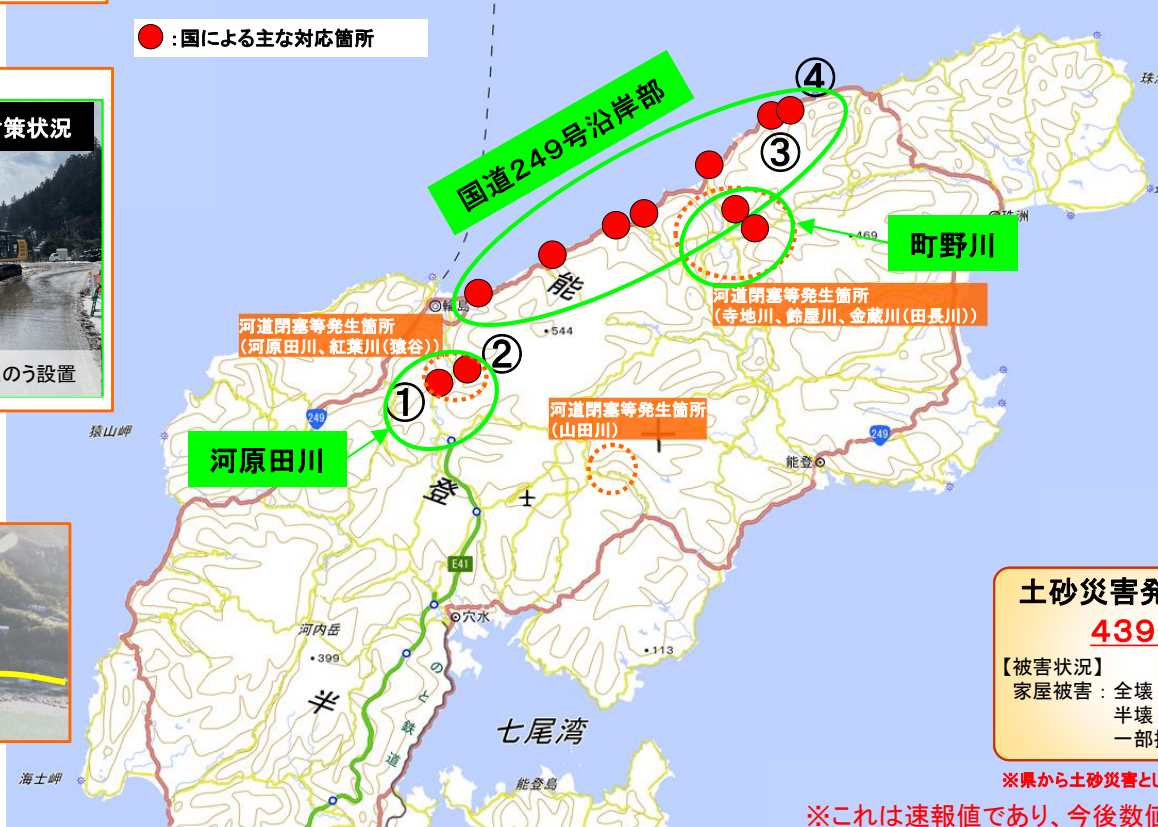 ：国による主な対応箇所
策状況
のう設置
国道249号沿岸部
④
③
町野川
河道閉塞等発生箇所
（寺地川、鈴屋川、金蔵川(田長川)）
珠洲
469
能
輪島
544
河道閉塞等発生箇所
（河原田川、紅葉川(猿谷)）
②
①
河道閉塞等発生箇所
（山田川）
249
249
猿山岬
河原田川
能登
登
E41
穴水
河内岳
399
113
半
のと鉄道
七尾湾
能登島
海士岬
土砂災害発
439
【被害状況】
家屋被害：全壊
半壊
一部
※県から土砂災害とし
※これは速報値であり、今後数値